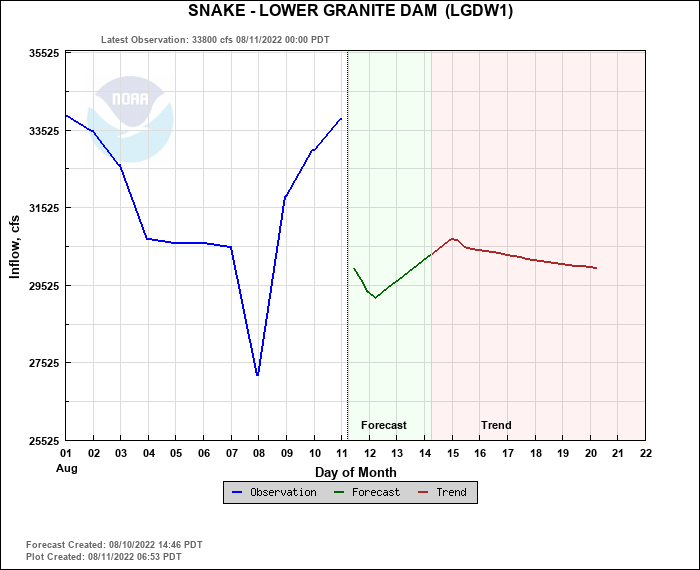 SNAKE - LOWER GRANITE DAM (LGDW1)
Latest Observation: 33800 cfs 08/11/2022 00:00 PDT
35525
33525
31525
29525
27525
25525
Inflow, cfs
NOAA
Forecast
Trend
01 02 03 04 05 06 07 08 09 10 11 12 13 14 15 16 17 18 19 20 21 22
Aug
Day of Month
Observation Forecast Trend
Forecast Created: 08/10/2022 14:46 PDT
Plot Created: 08/11/2022 06:53 PDT